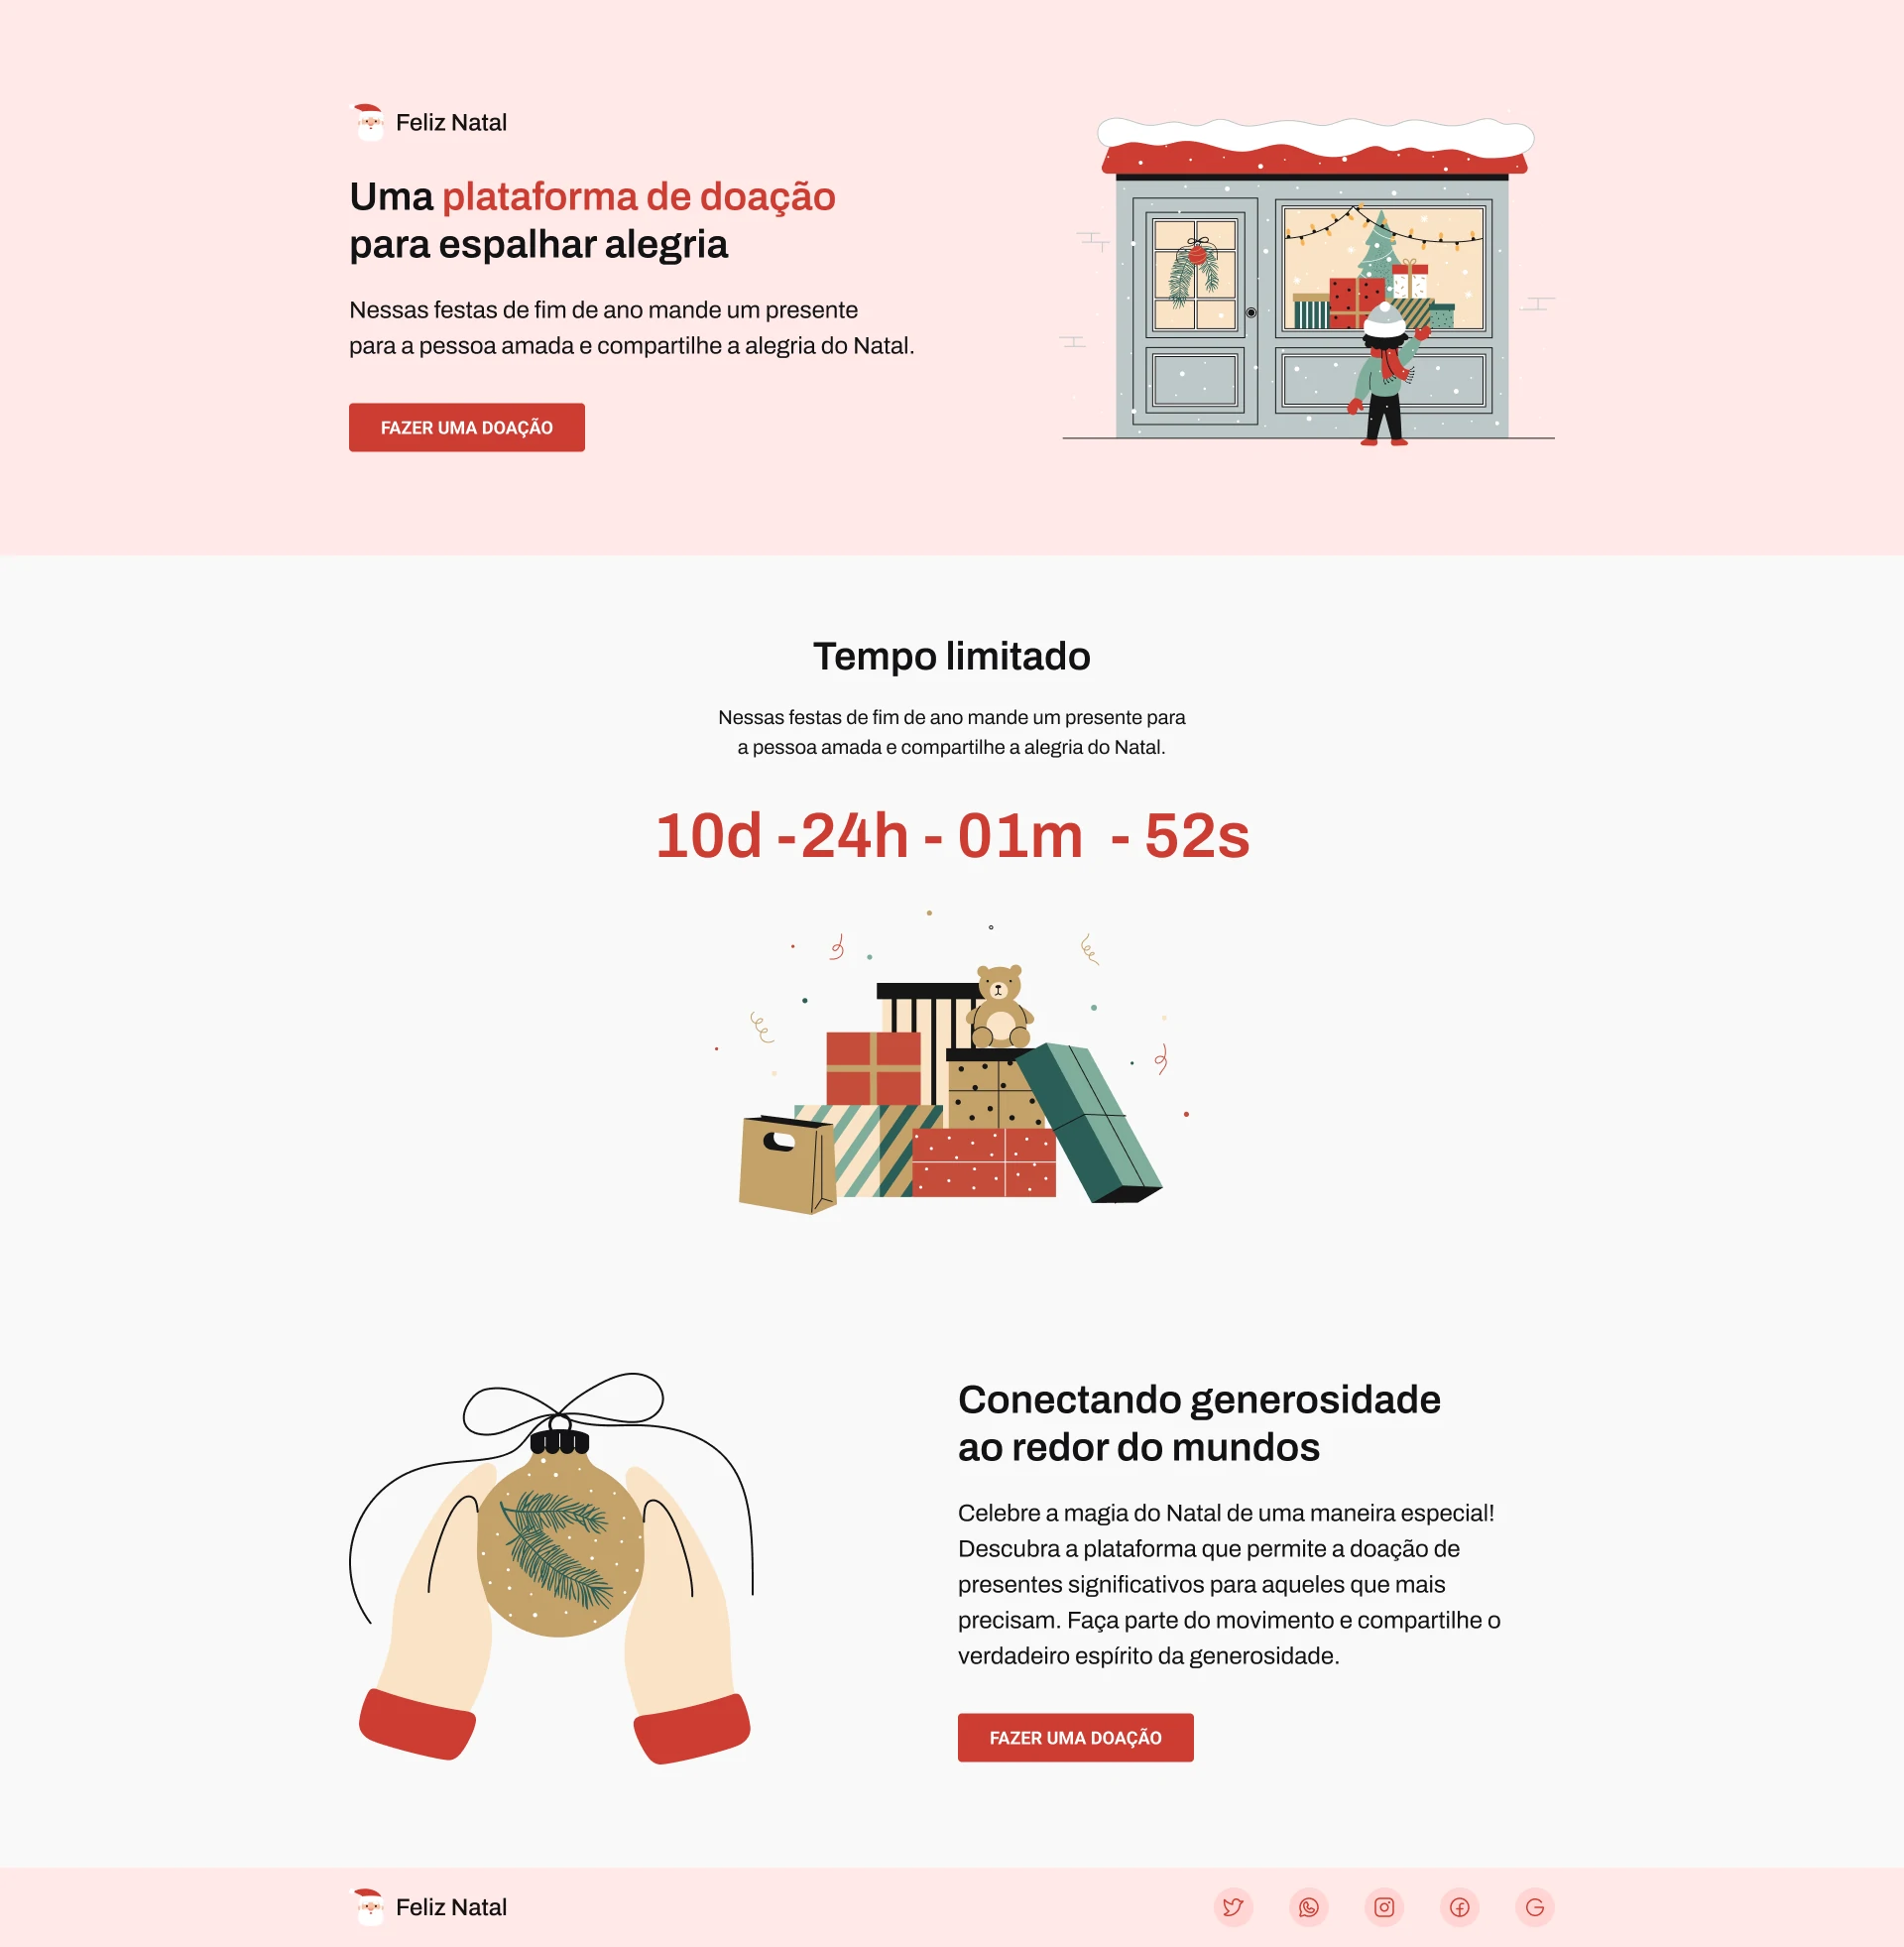 Feliz Natal
Uma plataforma de doação
para espalhar alegria
Nessas festas de fim de ano mande um presente
para a pessoa amada e compartilhe a alegria do Natal.
FAZER UMA DOAÇÃO
Tempo limitado
Nessas festas de fim de ano mande um presente para
a pessoa amada e compartilhe a alegria do Natal.
10d -24h - 01m - 52s
Conectando generosidade
ao redor do mundos
Celebre a magia do Natal de uma maneira especial!
Descubra a plataforma que permite a doação de
presentes significativos para aqueles que mais
precisam. Faça parte do movimento e compartilhe o
verdadeiro espírito da generosidade.
FAZER UMA DOAÇÃO
Feliz Natal